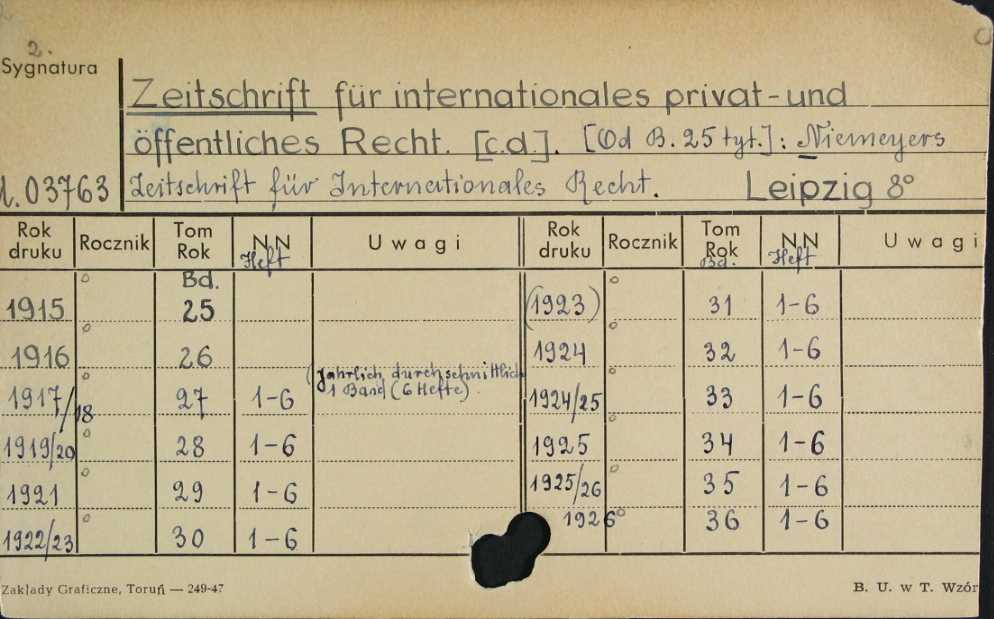 2.
Sygnatura
Zeitschrift für internationales privat- und
öffentliches Recht. [c.d.]. [Od B. 25 tyt.]: Niemeyers
03763 Zeitschrift für Internationales Recht. Leipzig 8°
Rok druku Rocznik Tom Rok NN Heft Uwagi Rok druku Rocznik Tom Rok Bd. NN Heft Uwagi
1915 ° Bd. 25 (1923) ° 31 1-6
1916 ° 26 1924 ° 32 1-6
1917/18 ° 27 1-6 (jährlich durchschnittlich 1 Band (6 Hefte). 1924/25 ° 33 1-6
1919/20 ° 28 1-6 1925 ° 34 1-6
1921 ° 29 1-6 1925/26 ° 35 1-6
1922/23 ° 30 1-6 1926 ° 36 1-6
Zakłady Graficzne, Toruń — 249-47 B. U. w T. Wzór